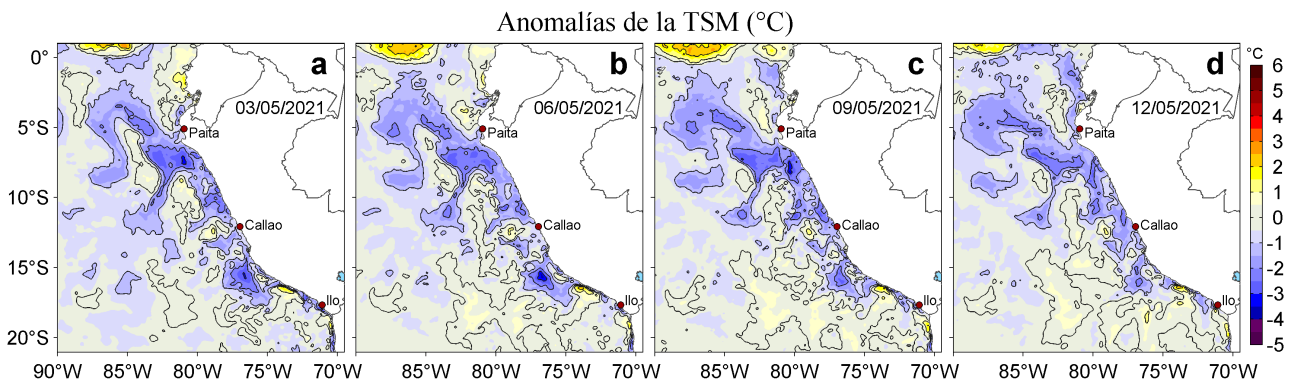 Anomalías de la TSM (°C)
a
b
c
d
03/05/2021
06/05/2021
09/05/2021
12/05/2021
Paita
Paita
Paita
Paita
Callao
Callao
Callao
Callao
Ilo
Ilo
Ilo
Ilo
0°
5°S
10°S
15°S
20°S
90°W 85°W 80°W 75°W 70°W 85°W 80°W 75°W 70°W 85°W 80°W 75°W 70°W 85°W 80°W 75°W 70°W
°C
6
5
4
3
2
1
0
-1
-2
-3
-4
-5